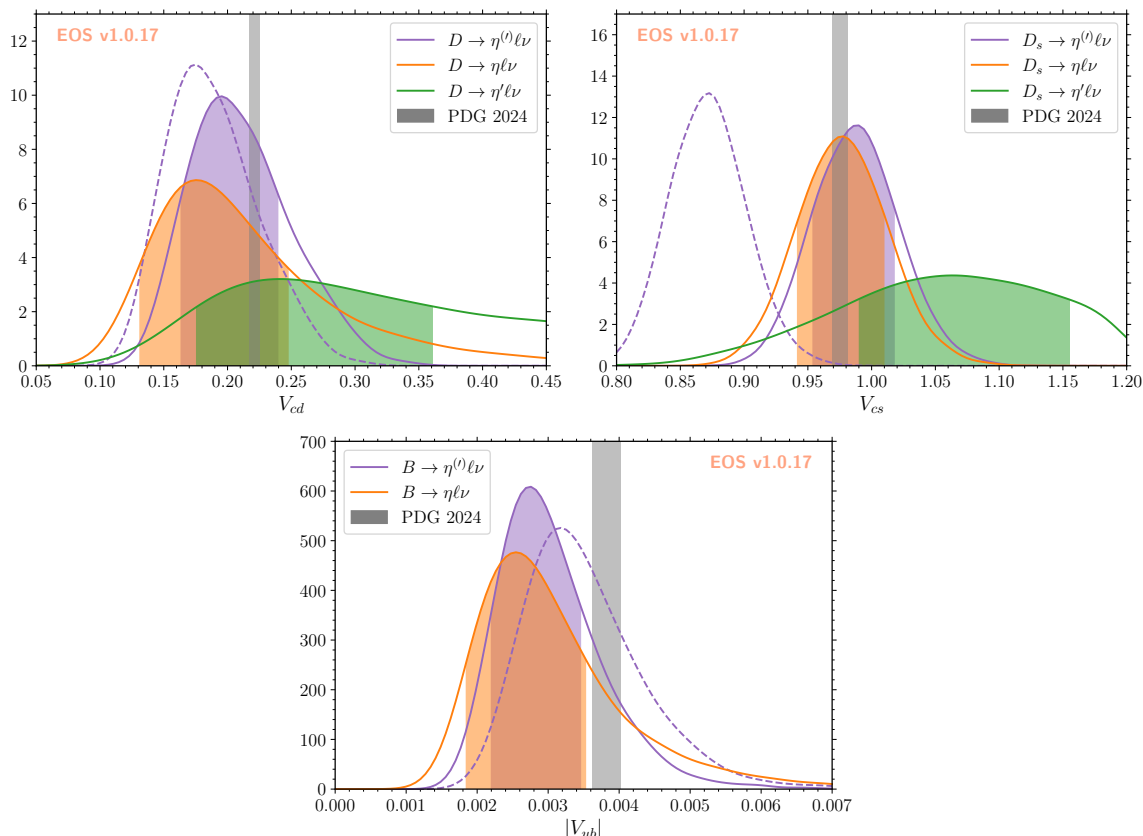 EOS v1.0.17
D → η⁽′⁾ℓν
D → ηℓν
D → η′ℓν
PDG 2024
12
10
8
6
4
2
0
0.05 0.10 0.15 0.20 0.25 0.30 0.35 0.40 0.45
V_cd
EOS v1.0.17
D_s → η⁽′⁾ℓν
D_s → ηℓν
D_s → η′ℓν
PDG 2024
16
14
12
10
8
6
4
2
0
0.80 0.85 0.90 0.95 1.00 1.05 1.10 1.15 1.20
V_cs
B → η⁽′⁾ℓν
B → ηℓν
PDG 2024
EOS v1.0.17
700
600
500
400
300
200
100
0
0.000 0.001 0.002 0.003 0.004 0.005 0.006 0.007
|V_ub|